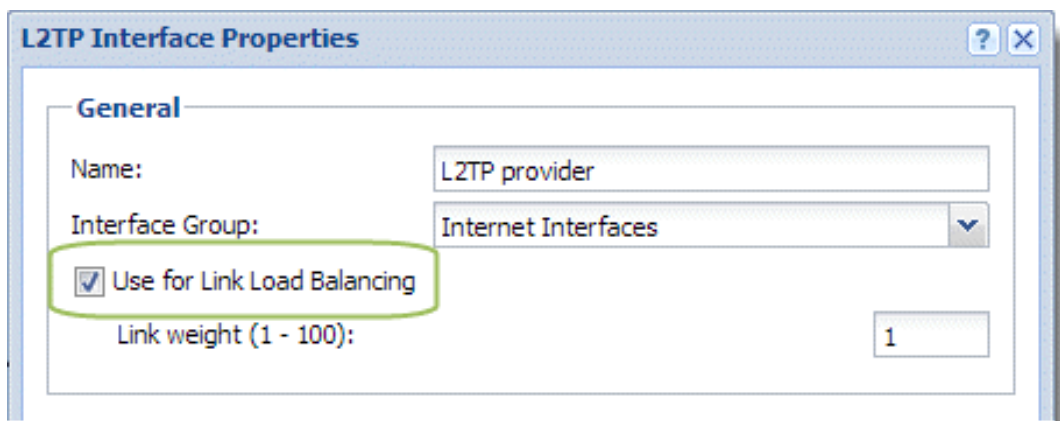 L2TP Interface Properties
?
General
Name:
L2TP provider
Interface Group:
Internet Interfaces
Use for Link Load Balancing
Link weight (1 - 100):
1